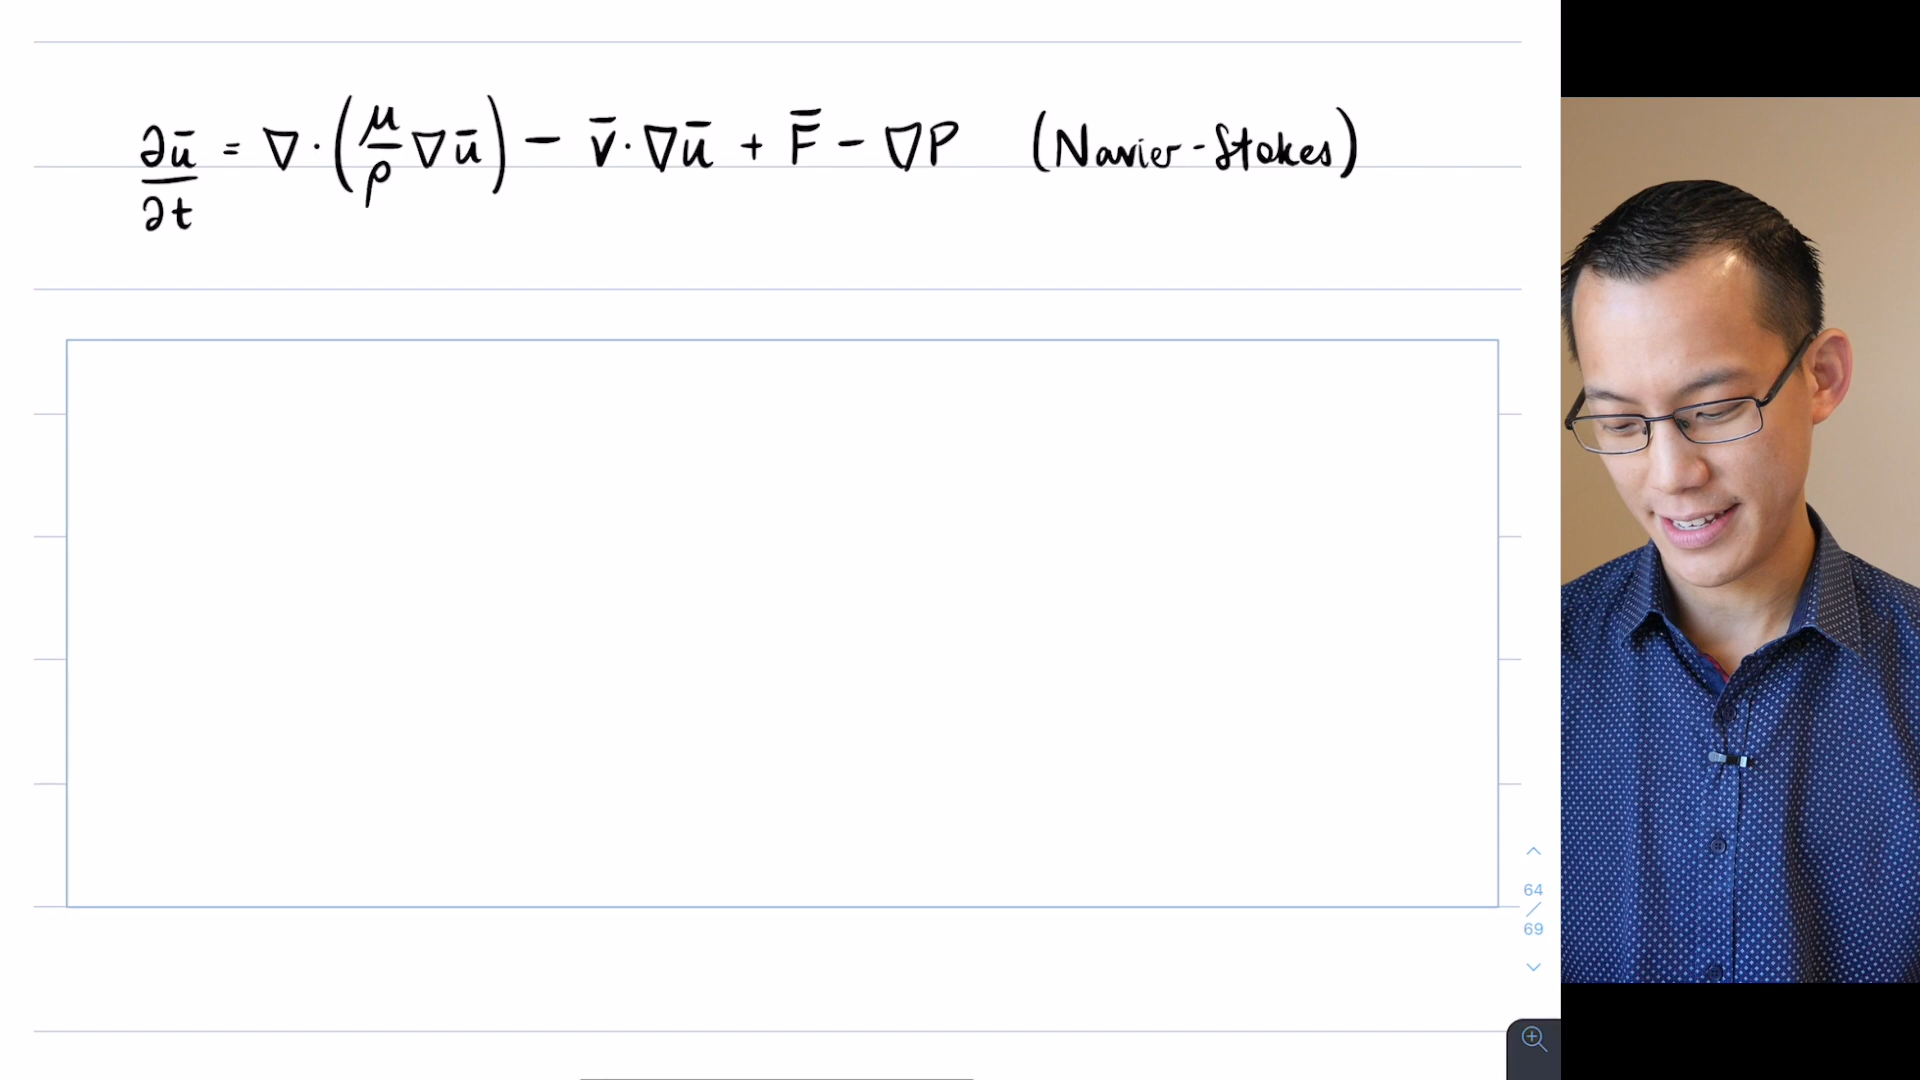 ∂ū/∂t = ∇·(μ/ρ ∇ū) − v̄·∇ū + F̄ − ∇P (Navier-Stokes)
64
/
69